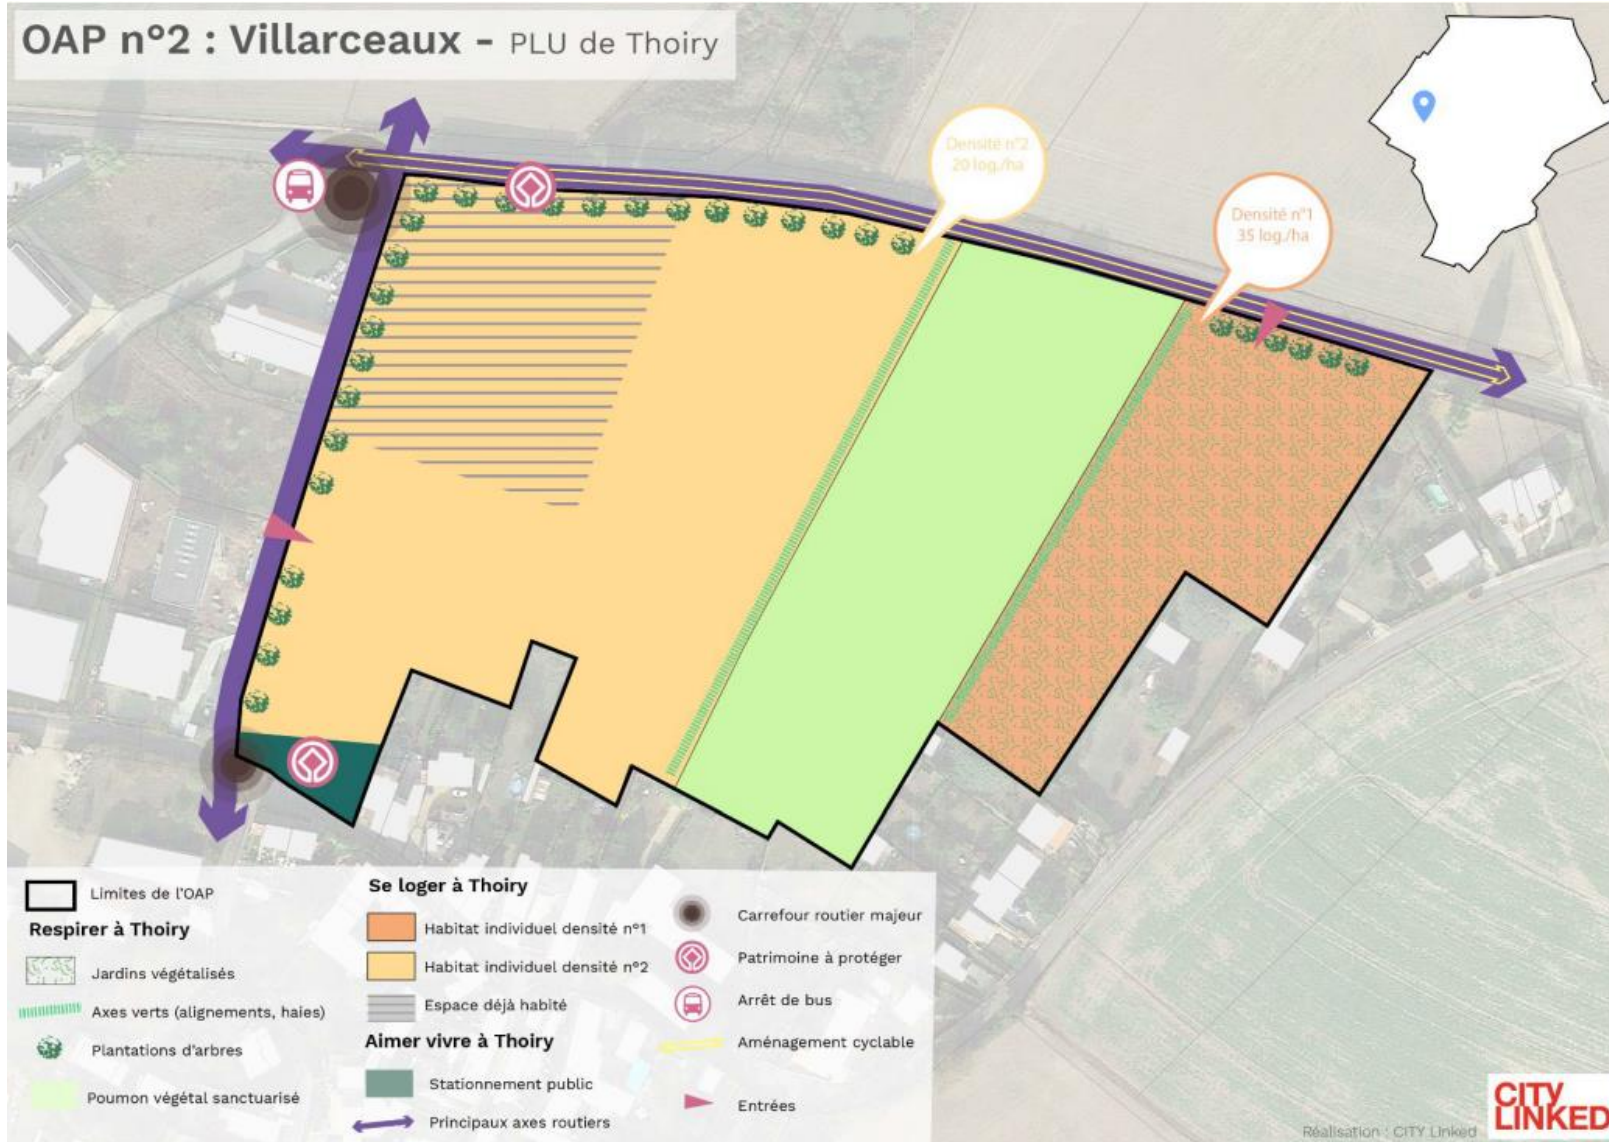 OAP n°2 : Villarceaux - PLU de Thoiry
Densité n°2
20 log./ha
Densité n°1
35 log./ha
Limites de l'OAP
Respirer à Thoiry
Jardins végétalisés
Axes verts (alignements, haies)
Plantations d'arbres
Poumon végétal sanctuarisé
Se loger à Thoiry
Habitat individuel densité n°1
Habitat individuel densité n°2
Espace déjà habité
Aimer vivre à Thoiry
Stationnement public
Principaux axes routiers
Carrefour routier majeur
Patrimoine à protéger
Arrêt de bus
Aménagement cyclable
Entrées
Réalisation : CITY Linked
CITY
LINKED